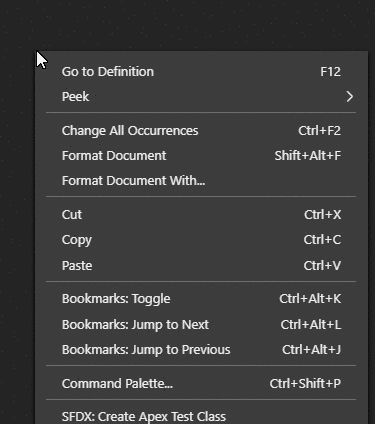 Go to Definition F12
Peek
Change All Occurrences Ctrl+F2
Format Document Shift+Alt+F
Format Document With...
Cut Ctrl+X
Copy Ctrl+C
Paste Ctrl+V
Bookmarks: Toggle Ctrl+Alt+K
Bookmarks: Jump to Next Ctrl+Alt+L
Bookmarks: Jump to Previous Ctrl+Alt+J
Command Palette... Ctrl+Shift+P
SFDX: Create Apex Test Class